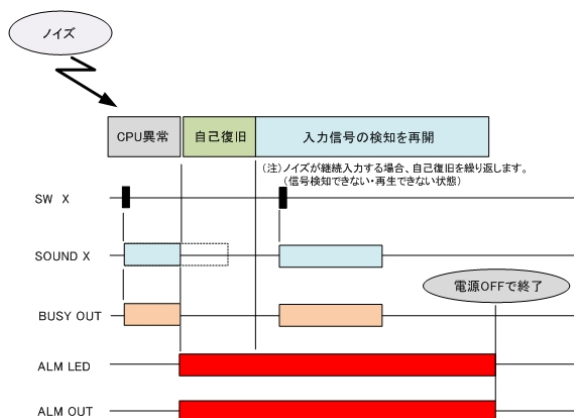 ノイズ
CPU異常
自己復旧
入力信号の検知を再開
(注)ノイズが継続入力する場合、自己復旧を繰り返します。
(信号検知できない・再生できない状態)
SW X
SOUND X
電源OFFで終了
BUSY OUT
ALM LED
ALM OUT